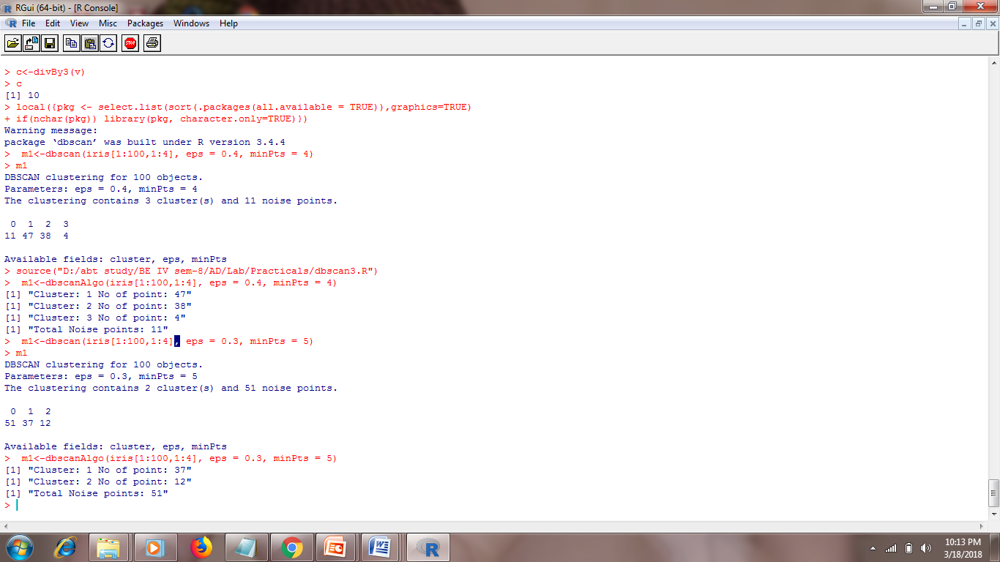 RGui (64-bit) - [R Console]
File Edit View Misc Packages Windows Help
STOP
> c<-divBy3(v)
> c
[1] 10
> local({pkg <- select.list(sort(.packages(all.available = TRUE)),graphics=TRUE)
+ if(nchar(pkg)) library(pkg, character.only=TRUE)})
Warning message:
package ‘dbscan’ was built under R version 3.4.4
>  m1<-dbscan(iris[1:100,1:4], eps = 0.4, minPts = 4)
> m1
DBSCAN clustering for 100 objects.
Parameters: eps = 0.4, minPts = 4
The clustering contains 3 cluster(s) and 11 noise points.
 0  1  2  3
11 47 38  4
Available fields: cluster, eps, minPts
> source("D:/abt study/BE IV sem-8/AD/Lab/Practicals/dbscan3.R")
>  m1<-dbscanAlgo(iris[1:100,1:4], eps = 0.4, minPts = 4)
[1] "Cluster: 1 No of point: 47"
[1] "Cluster: 2 No of point: 38"
[1] "Cluster: 3 No of point: 4"
[1] "Total Noise points: 11"
>  m1<-dbscan(iris[1:100,1:4], eps = 0.3, minPts = 5)
> m1
DBSCAN clustering for 100 objects.
Parameters: eps = 0.3, minPts = 5
The clustering contains 2 cluster(s) and 51 noise points.
 0  1  2
51 37 12
Available fields: cluster, eps, minPts
>  m1<-dbscanAlgo(iris[1:100,1:4], eps = 0.3, minPts = 5)
[1] "Cluster: 1 No of point: 37"
[1] "Cluster: 2 No of point: 12"
[1] "Total Noise points: 51"
>
10:13 PM
3/18/2018